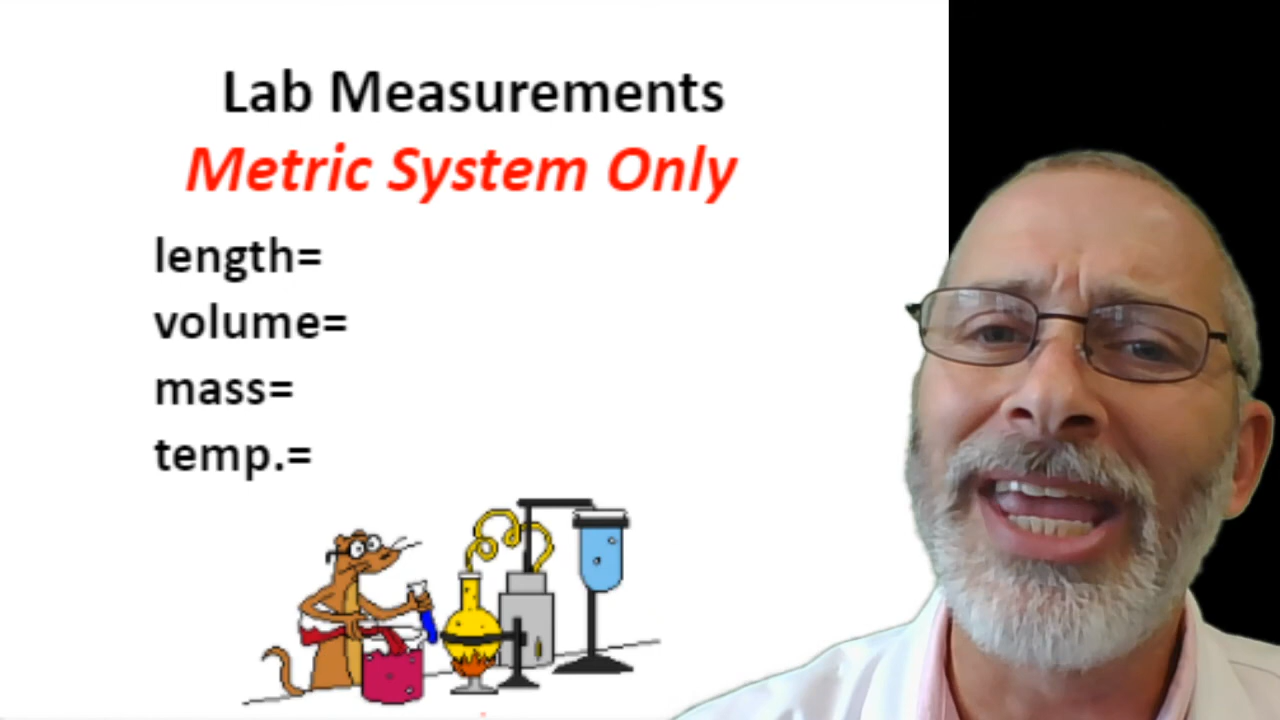 Lab Measurements
Metric System Only
length=
volume=
mass=
temp.=